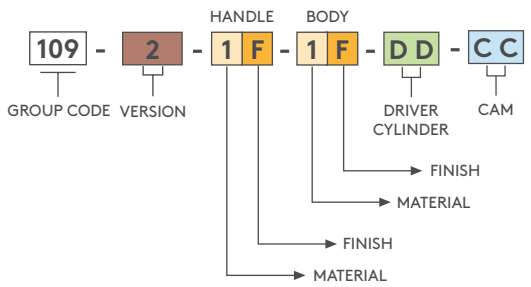 HANDLE BODY
109 - 2 - 1 F - 1 F - D D - C C
GROUP CODE VERSION DRIVER CYLINDER CAM
FINISH
MATERIAL
FINISH
MATERIAL